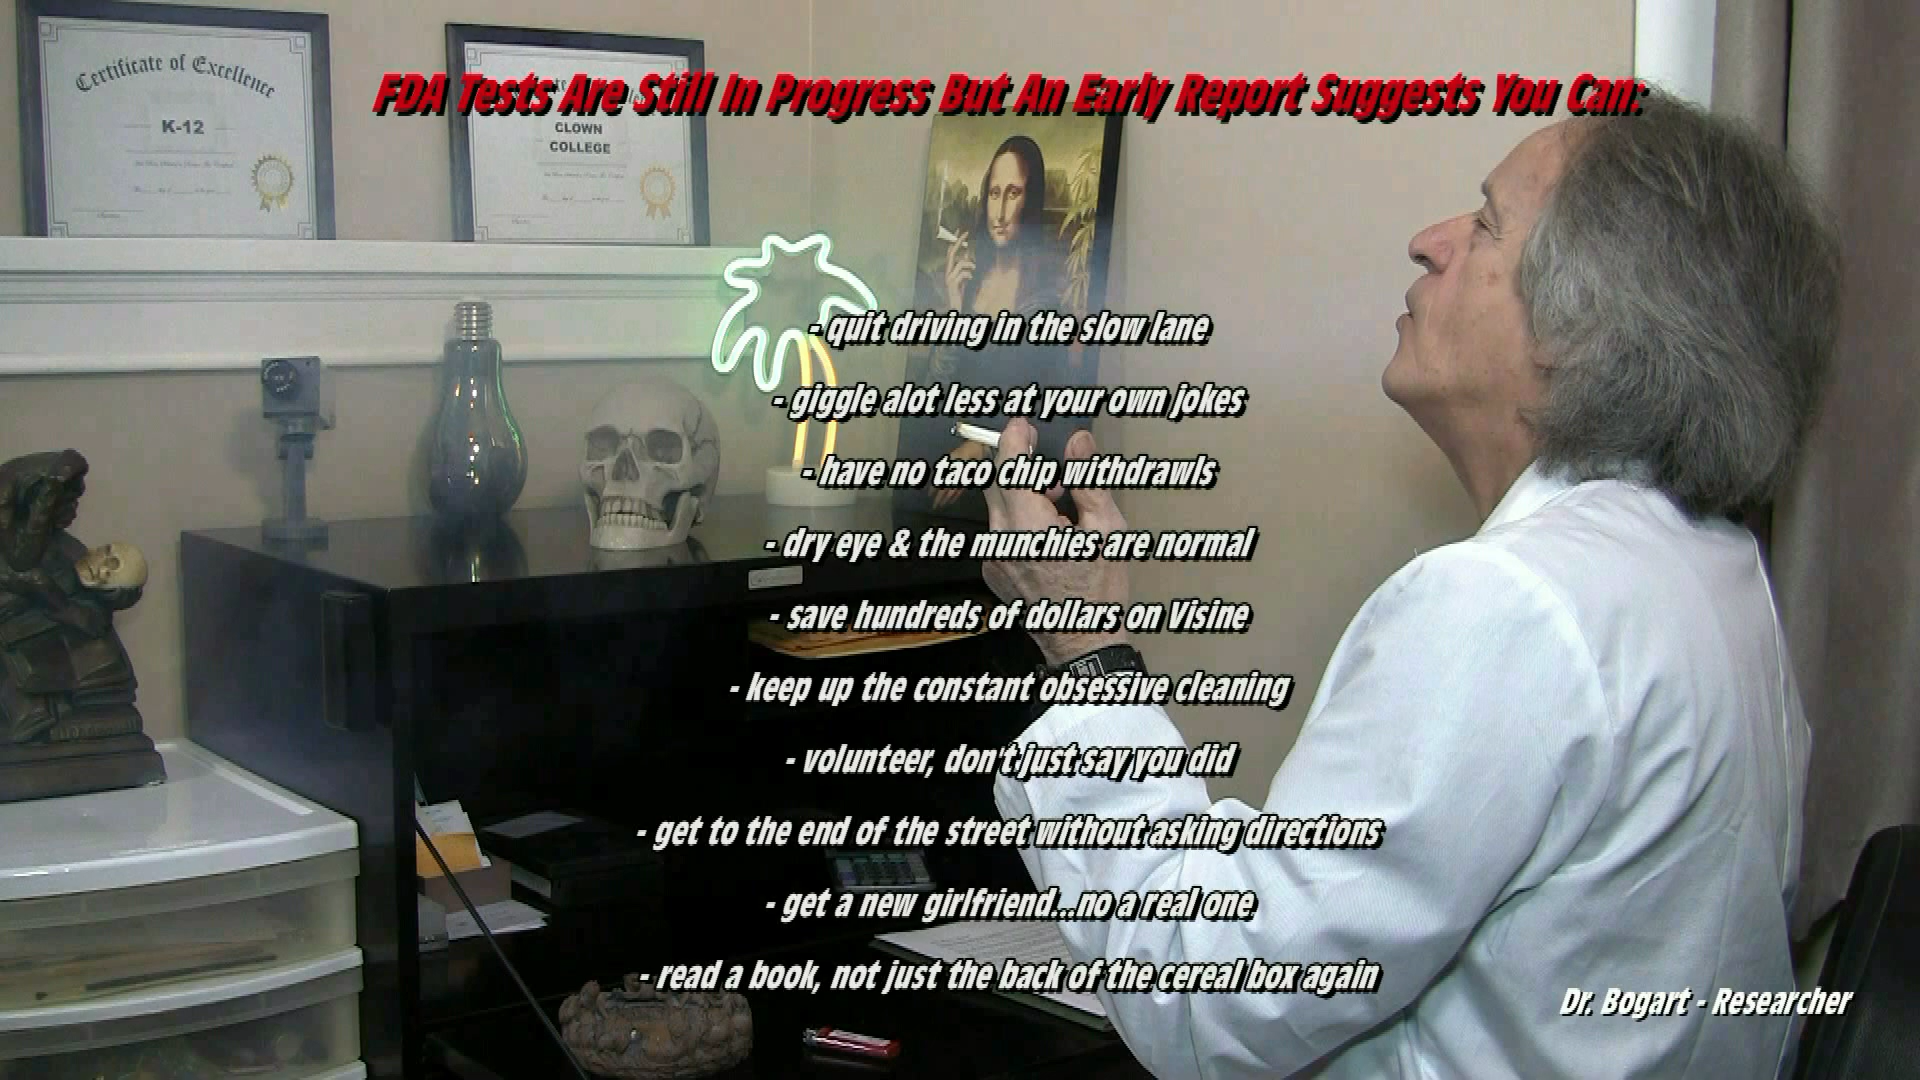 Certificate of Excellence
K-12
CLOWN
COLLEGE
FDA Tests Are Still In Progress But An Early Report Suggests You Can:
- quit driving in the slow lane
- giggle alot less at your own jokes
- have no taco chip withdrawls
- dry eye & the munchies are normal
- save hundreds of dollars on Visine
- keep up the constant obsessive cleaning
- volunteer, don't just say you did
- get to the end of the street without asking directions
- get a new girlfriend...no a real one
- read a book, not just the back of the cereal box again
Dr. Bogart - Researcher